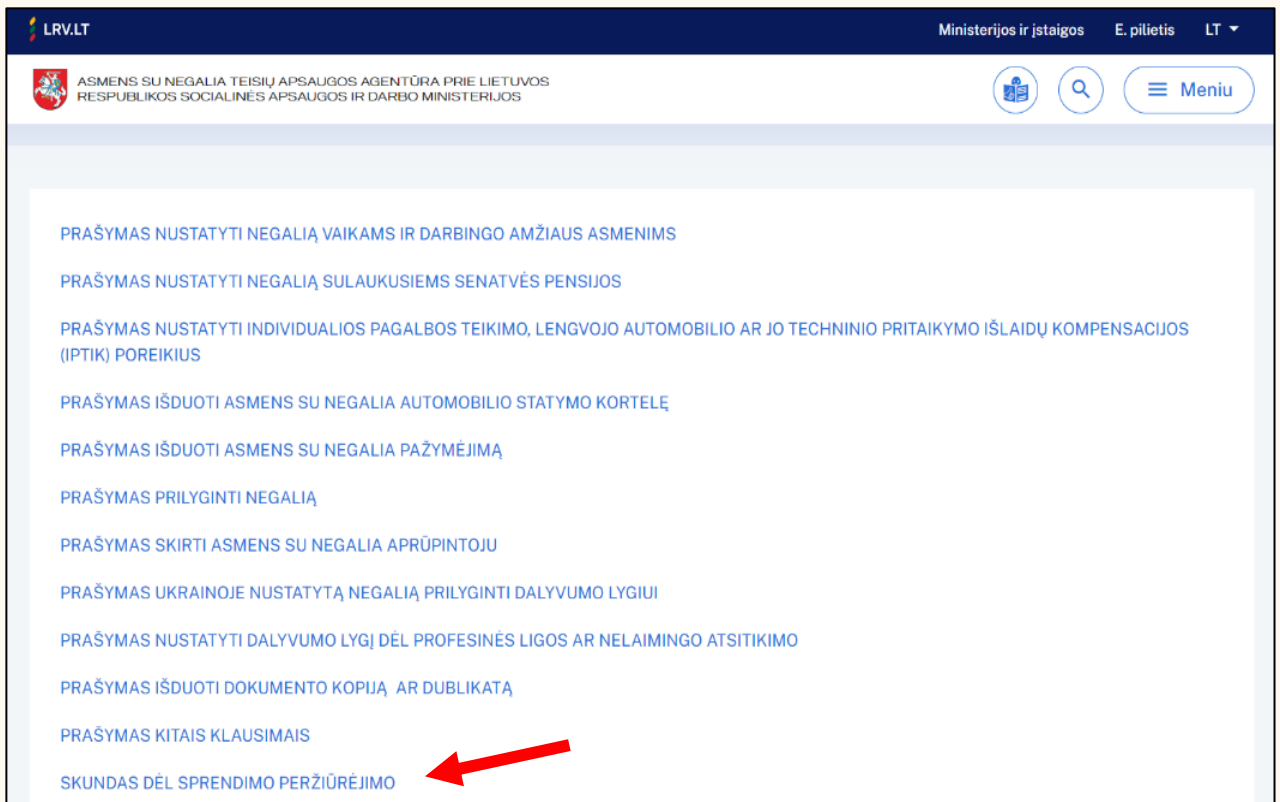 LRV.LT
Ministerijos ir įstaigos
E. pilietis
LT
ASMENS SU NEGALIA TEISIŲ APSAUGOS AGENTŪRA PRIE LIETUVOS
RESPUBLIKOS SOCIALINĖS APSAUGOS IR DARBO MINISTERIJOS
Meniu
PRAŠYMAS NUSTATYTI NEGALIĄ VAIKAMS IR DARBINGO AMŽIAUS ASMENIMS
PRAŠYMAS NUSTATYTI NEGALIĄ SULAUKUSIEMS SENATVĖS PENSIJOS
PRAŠYMAS NUSTATYTI INDIVIDUALIOS PAGALBOS TEIKIMO, LENGVOJO AUTOMOBILIO AR JO TECHNINIO PRITAIKYMO IŠLAIDŲ KOMPENSACIJOS
(IPTIK) POREIKIUS
PRAŠYMAS IŠDUOTI ASMENS SU NEGALIA AUTOMOBILIO STATYMO KORTELĘ
PRAŠYMAS IŠDUOTI ASMENS SU NEGALIA PAŽYMĖJIMĄ
PRAŠYMAS PRILYGINTI NEGALIĄ
PRAŠYMAS SKIRTI ASMENS SU NEGALIA APRŪPINTOJU
PRAŠYMAS UKRAINOJE NUSTATYTĄ NEGALIĄ PRILYGINTI DALYVUMO LYGIUI
PRAŠYMAS NUSTATYTI DALYVUMO LYGĮ DĖL PROFESINĖS LIGOS AR NELAIMINGO ATSITIKIMO
PRAŠYMAS IŠDUOTI DOKUMENTO KOPIJĄ AR DUBLIKATĄ
PRAŠYMAS KITAIS KLAUSIMAIS
SKUNDAS DĖL SPRENDIMO PERŽIŪRĖJIMO